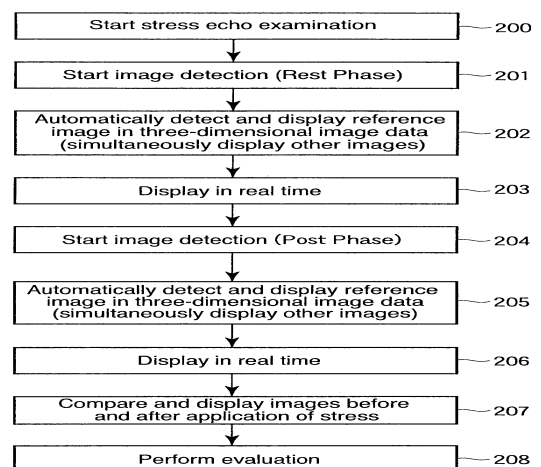 Start stress echo examination 200
Start image detection (Rest Phase) 201
Automatically detect and display reference
image in three-dimensional image data 202
(simultaneously display other images)
Display in real time 203
Start image detection (Post Phase) 204
Automatically detect and display reference
image in three-dimensional image data 205
(simultaneously display other images)
Display in real time 206
Compare and display images before
and after application of stress 207
Perform evaluation 208